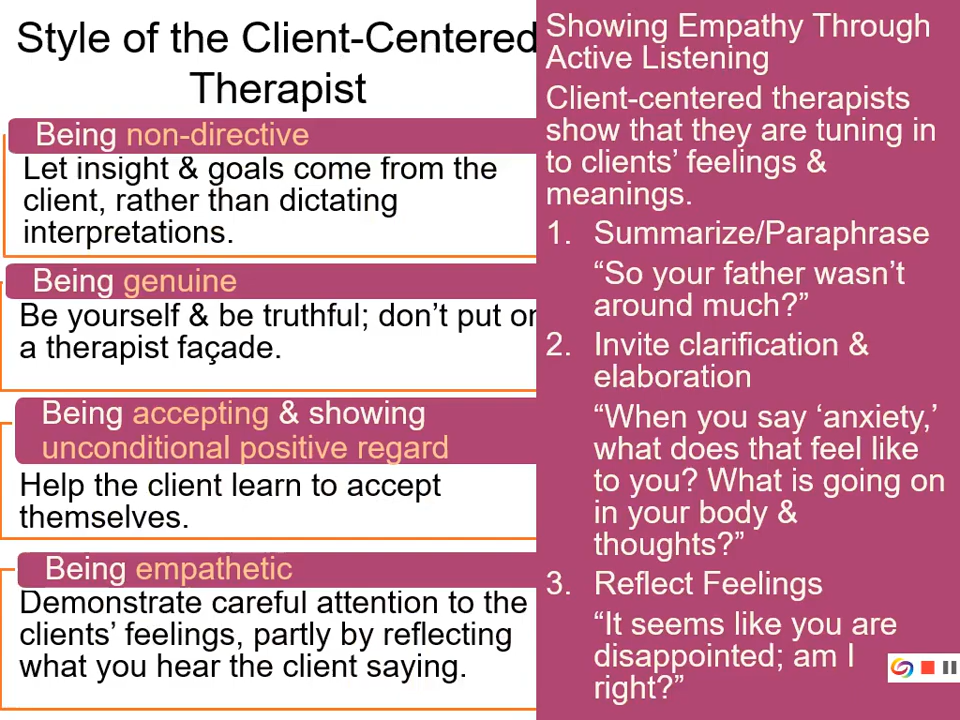 Style of the Client-Centered
Therapist
Being non-directive
Let insight & goals come from the
client, rather than dictating
interpretations.
Being genuine
Be yourself & be truthful; don’t put on
a therapist façade.
Being accepting & showing
unconditional positive regard
Help the client learn to accept
themselves.
Being empathetic
Demonstrate careful attention to the
clients’ feelings, partly by reflecting
what you hear the client saying.
Showing Empathy Through
Active Listening
Client-centered therapists
show that they are tuning in
to clients’ feelings &
meanings.
1. Summarize/Paraphrase
“So your father wasn’t
around much?”
2. Invite clarification &
elaboration
“When you say ‘anxiety,’
what does that feel like
to you? What is going on
in your body &
thoughts?”
3. Reflect Feelings
“It seems like you are
disappointed; am I
right?”